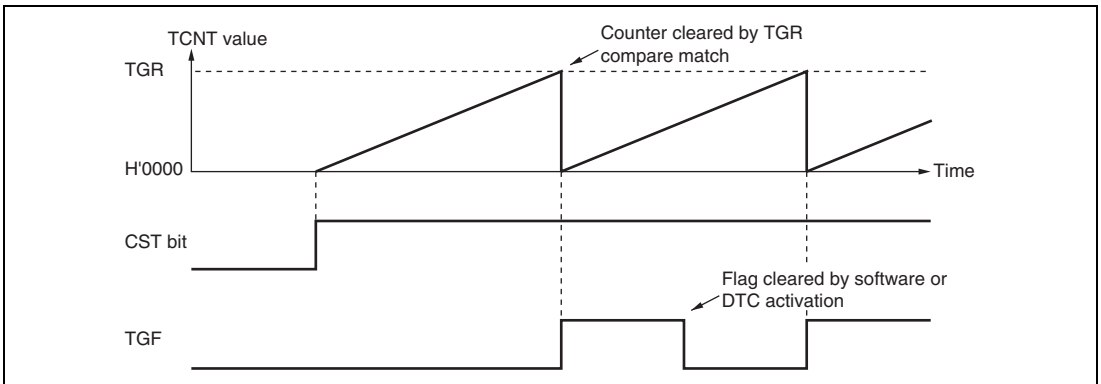 TCNT value
Counter cleared by TGR
compare match
TGR
H'0000
Time
CST bit
Flag cleared by software or
DTC activation
TGF